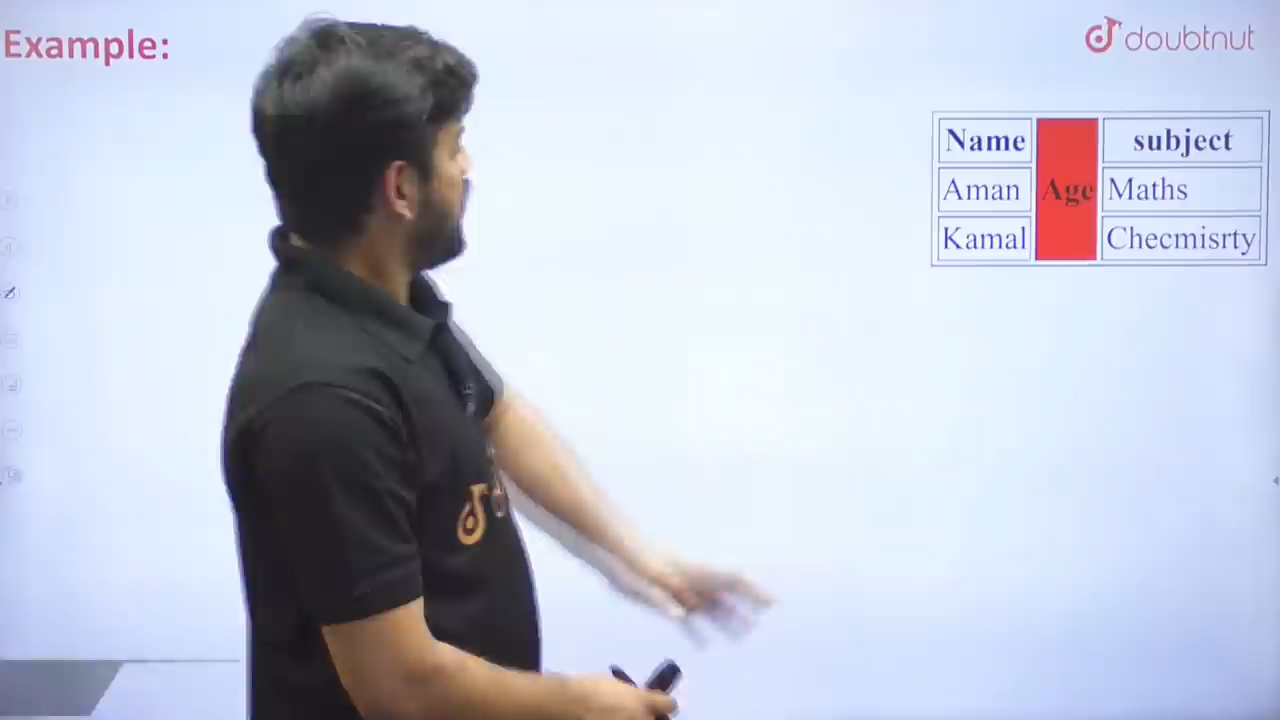 Example:
doubtnut
Name subject
Aman Age Maths
Kamal Checmisrty